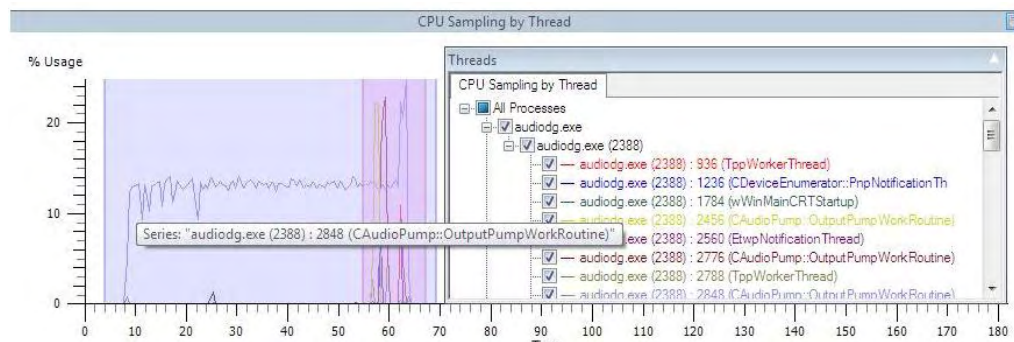 CPU Sampling by Thread
% Usage
20
10
0
Threads
CPU Sampling by Thread
All Processes
audiodg.exe
audiodg.exe (2388)
audiodg.exe (2388) : 936 (TppWorkerThread)
audiodg.exe (2388) : 1236 (CDeviceEnumerator::PnpNotificationTh
audiodg.exe (2388) : 1784 (wWinMainCRTStartup)
audiodg.exe (2388) : 2456 (CAudioPump::OutputPumpWorkRoutine)
Series: "audiodg.exe (2388) : 2848 (CAudioPump::OutputPumpWorkRoutine)"
audiodg.exe (2388) : 2560 (EtwpNotificationThread)
audiodg.exe (2388) : 2776 (CAudioPump::OutputPumpWorkRoutine)
audiodg.exe (2388) : 2788 (TppWorkerThread)
audiodg.exe (2388) : 2848 (CAudioPump::OutputPumpWorkRoutine)
0 10 20 30 40 50 60 70 80 90 100 110 120 130 140 150 160 170 180